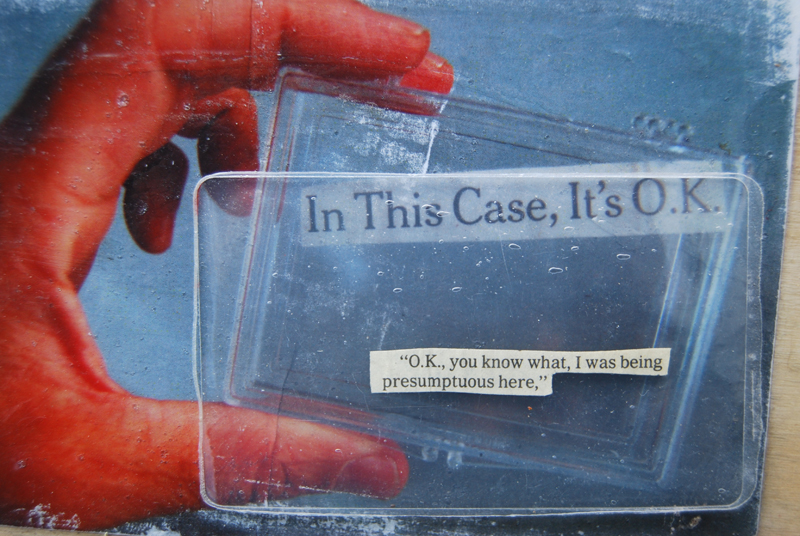 In This Case, It's O.K.
“O.K., you know what, I was being
presumptuous here,”